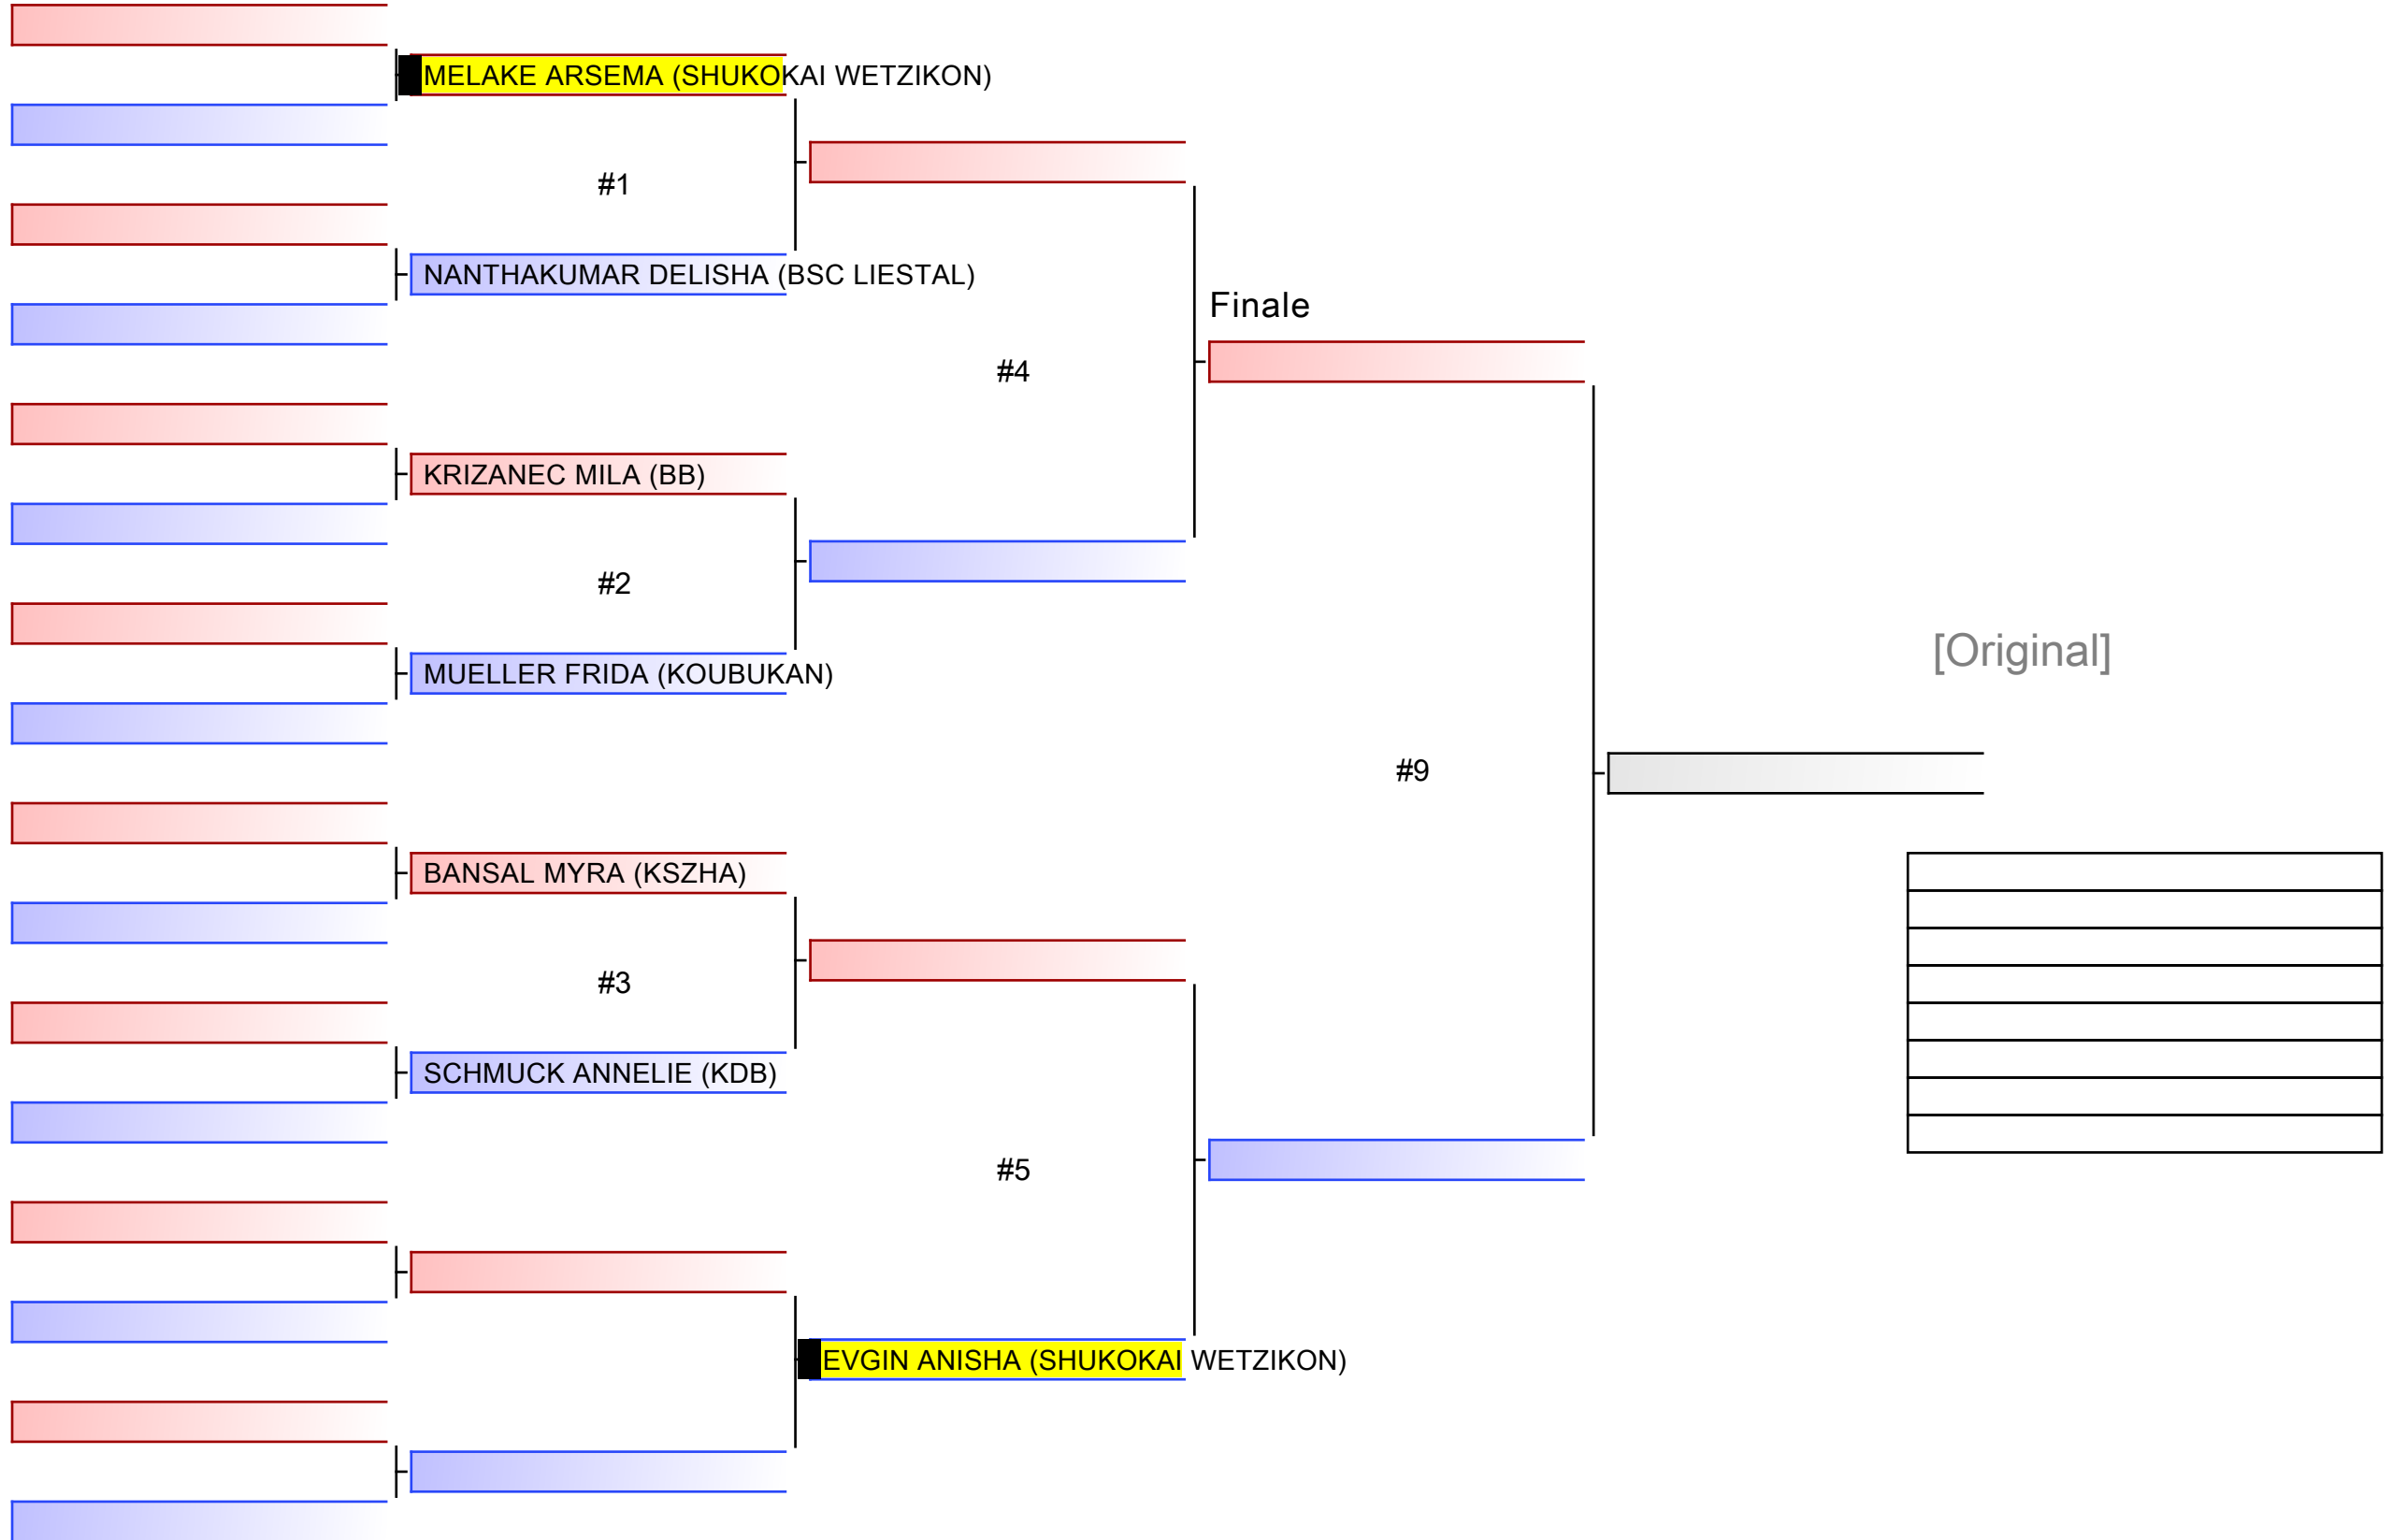 MELAKE ARSEMA (SHUKOKAI WETZIKON)
#1
NANTHAKUMAR DELISHA (BSC LIESTAL)
Finale
#4
KRIZANEC MILA (BB)
#2
MUELLER FRIDA (KOUBUKAN)
[Original]
#9
BANSAL MYRA (KSZHA)
#3
SCHMUCK ANNELIE (KDB)
#5
EVGIN ANISHA (SHUKOKAI WETZIKON)